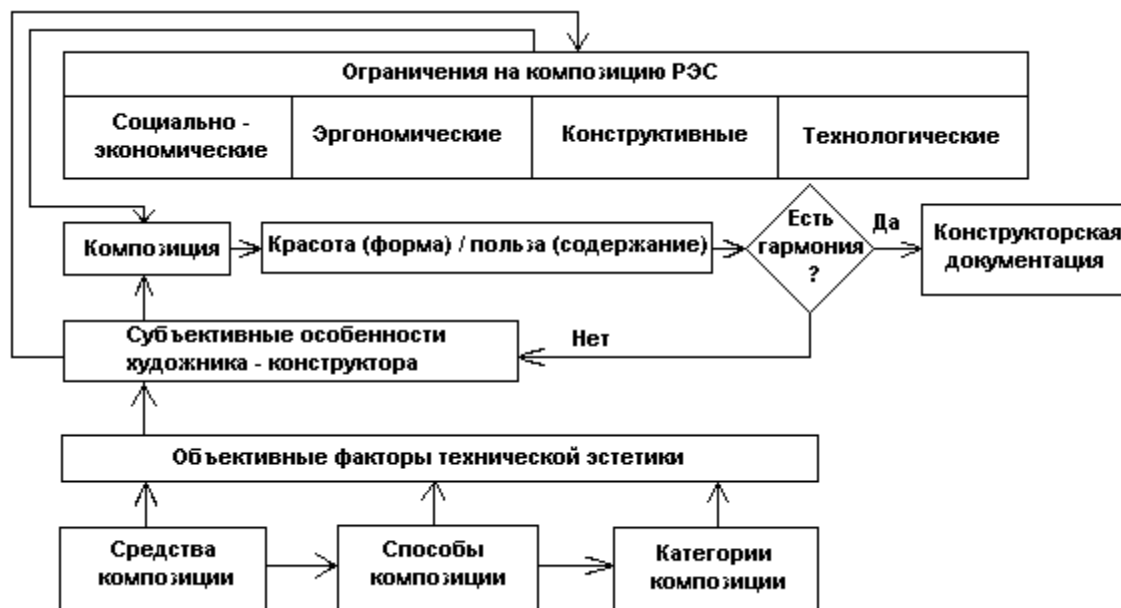 Ограничения на композицию РЭС
Социально -
экономические
Эргономические
Конструктивные
Технологические
Композиция
Красота (форма) / польза (содержание)
Есть
гармония
?
Да
Конструкторская
документация
Субъективные особенности
художника - конструктора
Нет
Объективные факторы технической эстетики
Средства
композиции
Способы
композиции
Категории
композиции